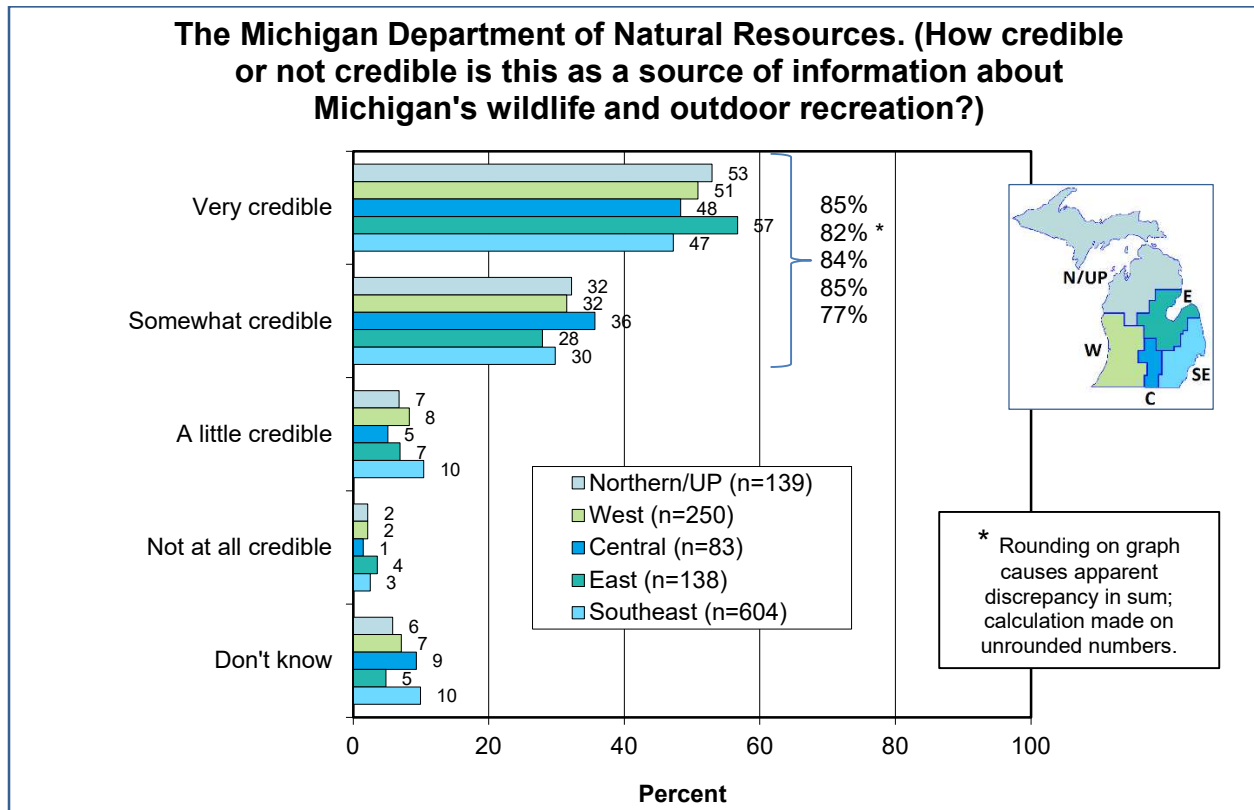 The Michigan Department of Natural Resources. (How credible
or not credible is this as a source of information about
Michigan's wildlife and outdoor recreation?)
Very credible
53
51
48
57
47
85%
82% *
84%
85%
77%
Somewhat credible
32
32
36
28
30
A little credible
7
8
5
7
10
Not at all credible
2
2
1
4
3
Don't know
6
7
9
5
10
Northern/UP (n=139)
West (n=250)
Central (n=83)
East (n=138)
Southeast (n=604)
N/UP
E
W
SE
C
* Rounding on graph
causes apparent
discrepancy in sum;
calculation made on
unrounded numbers.
0 20 40 60 80 100
Percent